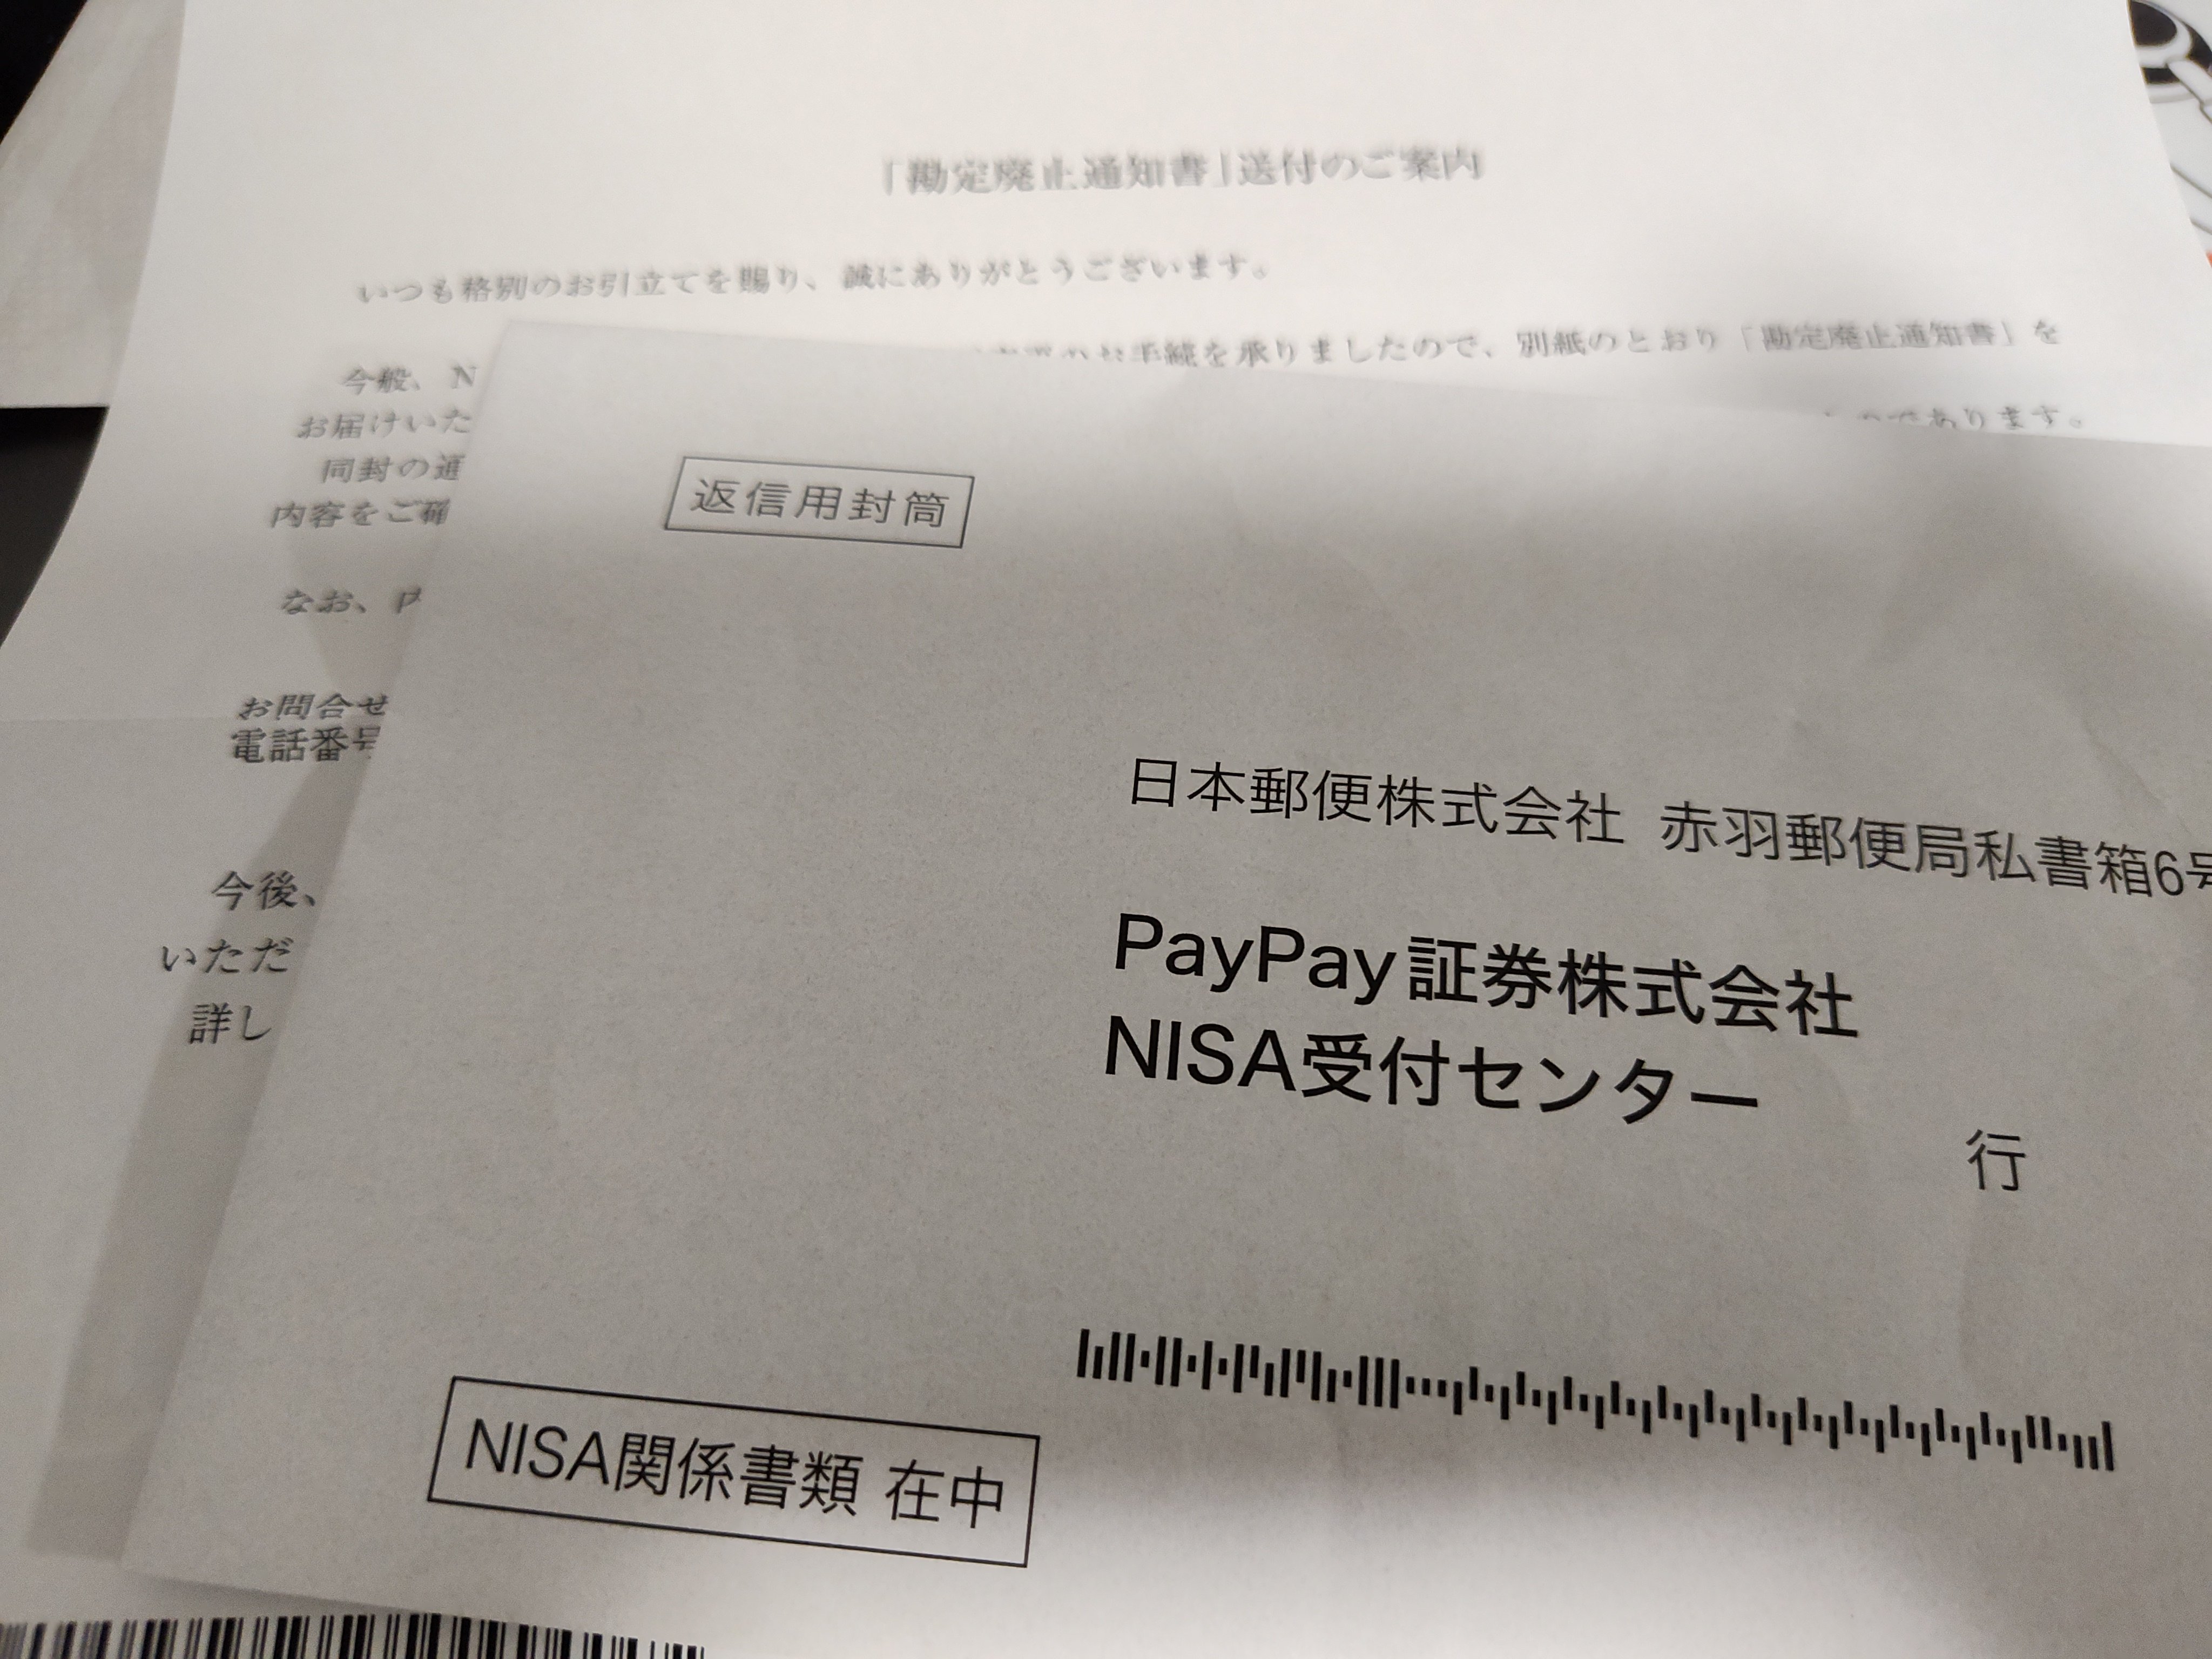 「勘定廃止通知書」送付のご案内
いつも格別のお引立てを賜り、誠にありがとうございます。
今般、N
お手続を承りましたので、別紙のとおり「勘定廃止通知書」を
お届けいた
のであります。
同封の通
内容をご確
なお、
お問合せ
電話番号
今後、
いただ
詳し
返信用封筒
日本郵便株式会社 赤羽郵便局私書箱6号
PayPay証券株式会社
NISA受付センター
行
NISA関係書類 在中